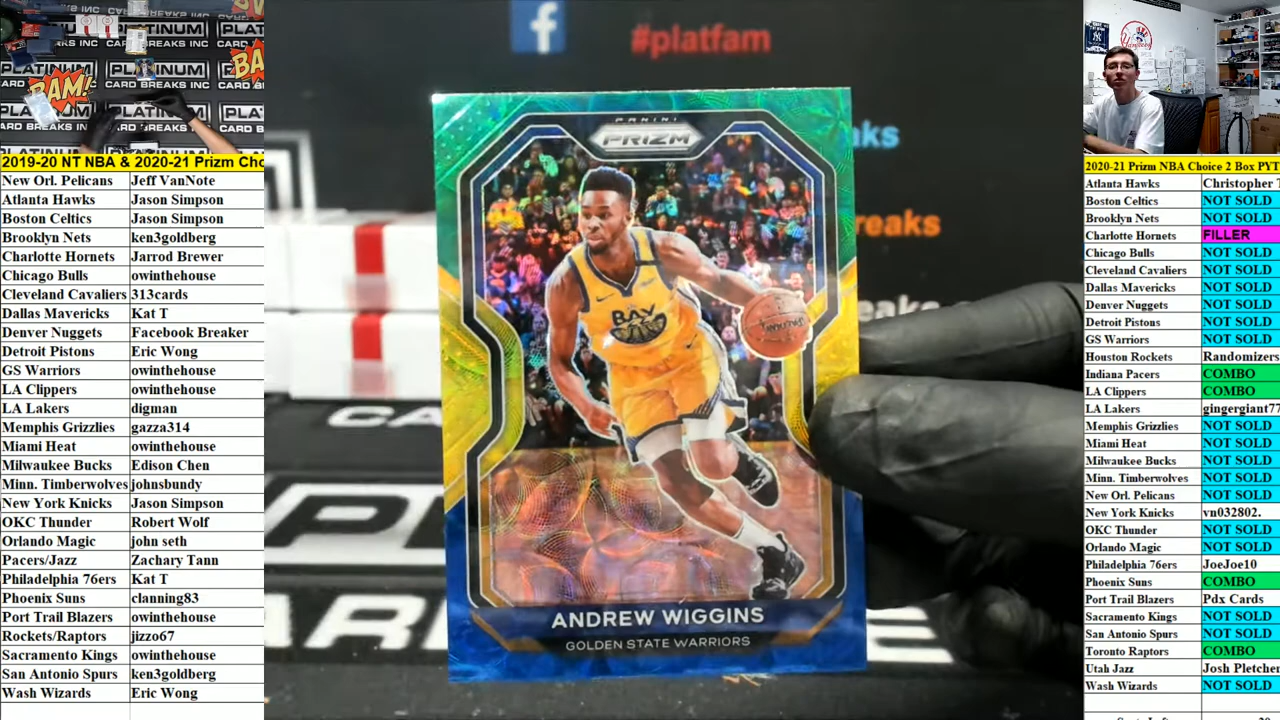 PLATINUM
CARD BREAKS INC
BAM!
2019-20 NT NBA & 2020-21 Prizm Cho
New Orl. Pelicans Jeff VanNote
Atlanta Hawks Jason Simpson
Boston Celtics Jason Simpson
Brooklyn Nets ken3goldberg
Charlotte Hornets Jarrod Brewer
Chicago Bulls owinthehouse
Cleveland Cavaliers 313cards
Dallas Mavericks Kat T
Denver Nuggets Facebook Breaker
Detroit Pistons Eric Wong
GS Warriors owinthehouse
LA Clippers owinthehouse
LA Lakers digman
Memphis Grizzlies gazza314
Miami Heat owinthehouse
Milwaukee Bucks Edison Chen
Minn. Timberwolves johnsbundy
New York Knicks Jason Simpson
OKC Thunder Robert Wolf
Orlando Magic john seth
Pacers/Jazz Zachary Tann
Philadelphia 76ers Kat T
Phoenix Suns clanning83
Port Trail Blazers owinthehouse
Rockets/Raptors jizzo67
Sacramento Kings owinthehouse
San Antonio Spurs ken3goldberg
Wash Wizards Eric Wong
f #platfam
aks
reaks
eaks
PANINI
PRIZM
BAY
ANDREW WIGGINS
GOLDEN STATE WARRIORS
2020-21 Prizm NBA Choice 2 Box PYT
Atlanta Hawks Christopher T
Boston Celtics NOT SOLD
Brooklyn Nets NOT SOLD
Charlotte Hornets FILLER
Chicago Bulls NOT SOLD
Cleveland Cavaliers NOT SOLD
Dallas Mavericks NOT SOLD
Denver Nuggets NOT SOLD
Detroit Pistons NOT SOLD
GS Warriors NOT SOLD
Houston Rockets Randomizers
Indiana Pacers COMBO
LA Clippers COMBO
LA Lakers gingergiant77
Memphis Grizzlies NOT SOLD
Miami Heat NOT SOLD
Milwaukee Bucks NOT SOLD
Minn. Timberwolves NOT SOLD
New Orl. Pelicans NOT SOLD
New York Knicks vn032802.
OKC Thunder NOT SOLD
Orlando Magic NOT SOLD
Philadelphia 76ers JoeJoe10
Phoenix Suns COMBO
Port Trail Blazers Pdx Cards
Sacramento Kings NOT SOLD
San Antonio Spurs NOT SOLD
Toronto Raptors COMBO
Utah Jazz Josh Pletcher
Wash Wizards NOT SOLD